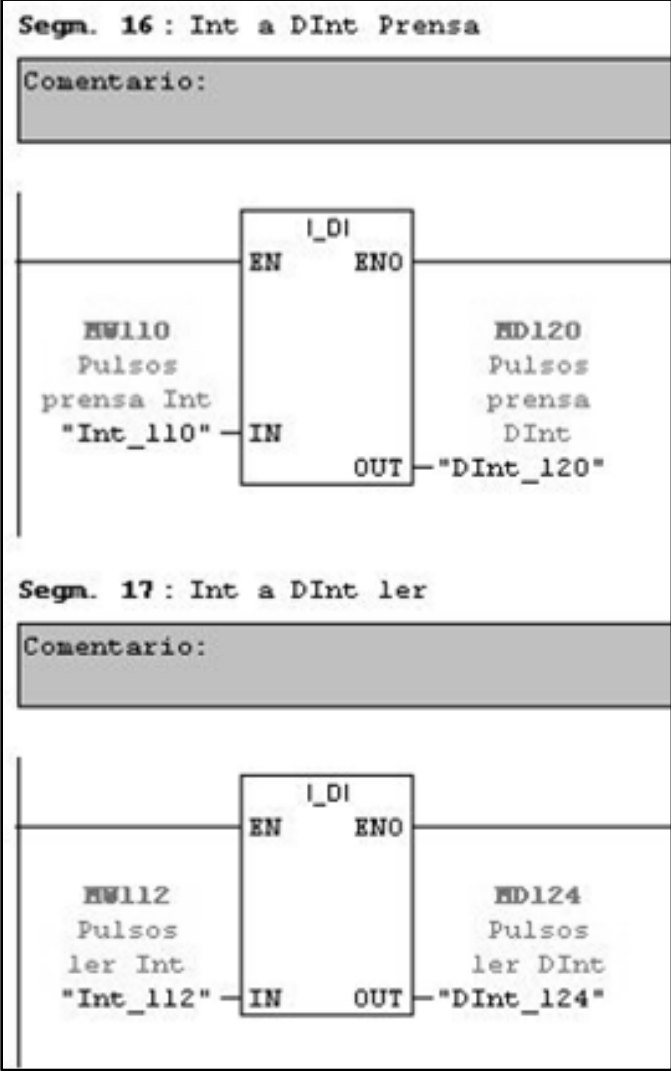 Segm. 16 : Int a DInt Prensa
Comentario:
I_DI
EN ENO
MW110 MD120
Pulsos Pulsos
prensa Int prensa
"Int_110" IN DInt
OUT "DInt_120"
Segm. 17 : Int a DInt ler
Comentario:
I_DI
EN ENO
MW112 MD124
Pulsos Pulsos
ler Int ler DInt
"Int_112" IN OUT "DInt_124"